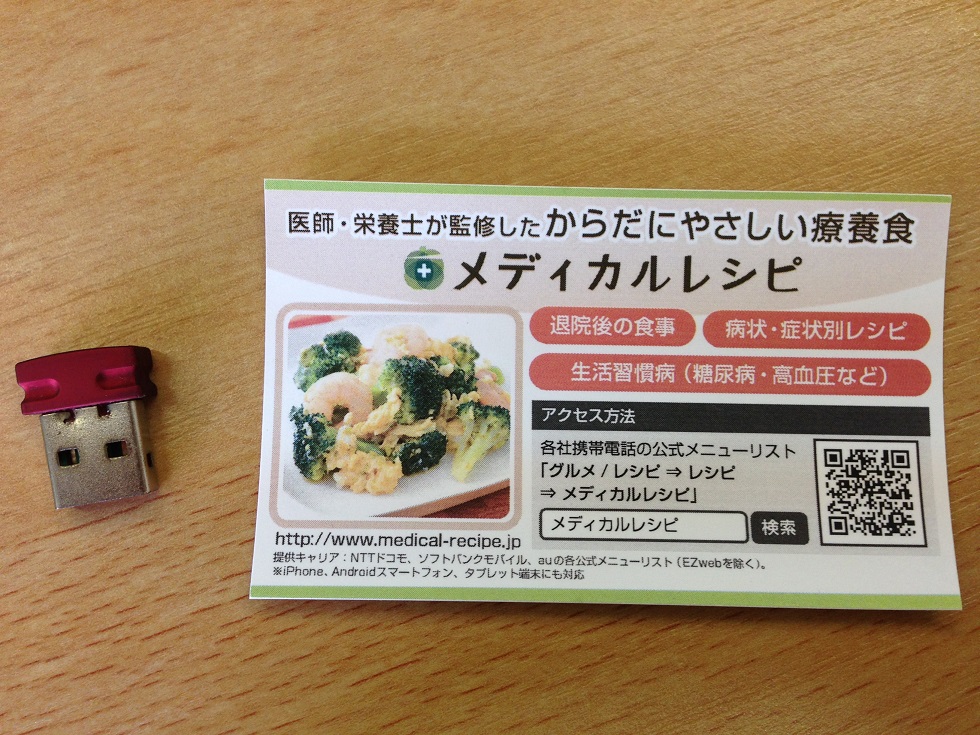 医師・栄養士が監修したからだにやさしい療養食
メディカルレシピ
退院後の食事
病状・症状別レシピ
生活習慣病（糖尿病・高血圧など）
アクセス方法
各社携帯電話の公式メニューリスト
「グルメ / レシピ ⇒ レシピ
⇒ メディカルレシピ」
メディカルレシピ 検索
http://www.medical-recipe.jp
提供キャリア：NTTドコモ、ソフトバンクモバイル、auの各公式メニューリスト（EZwebを除く）。
※iPhone、Androidスマートフォン、タブレット端末にも対応